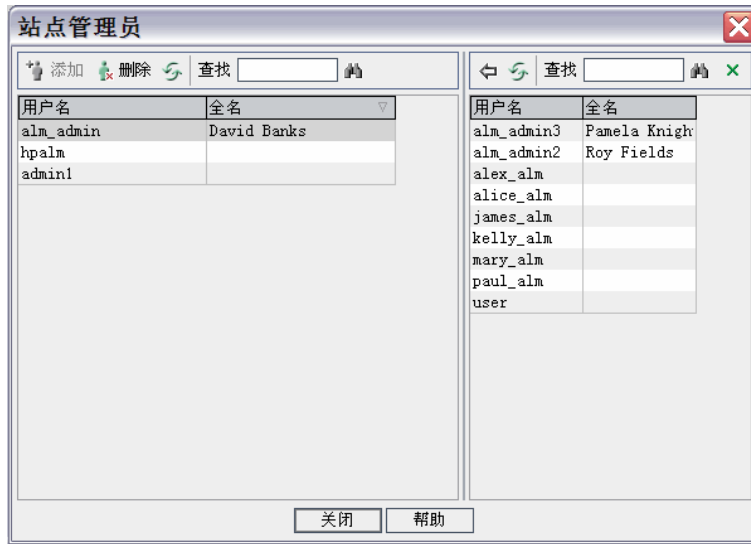 站点管理员
添加 删除 查找
用户名 全名
alm_admin David Banks
hpalm
admin1
查找
用户名 全名
alm_admin3 Pamela Knigh
alm_admin2 Roy Fields
alex_alm
alice_alm
james_alm
kelly_alm
mary_alm
paul_alm
user
关闭 帮助